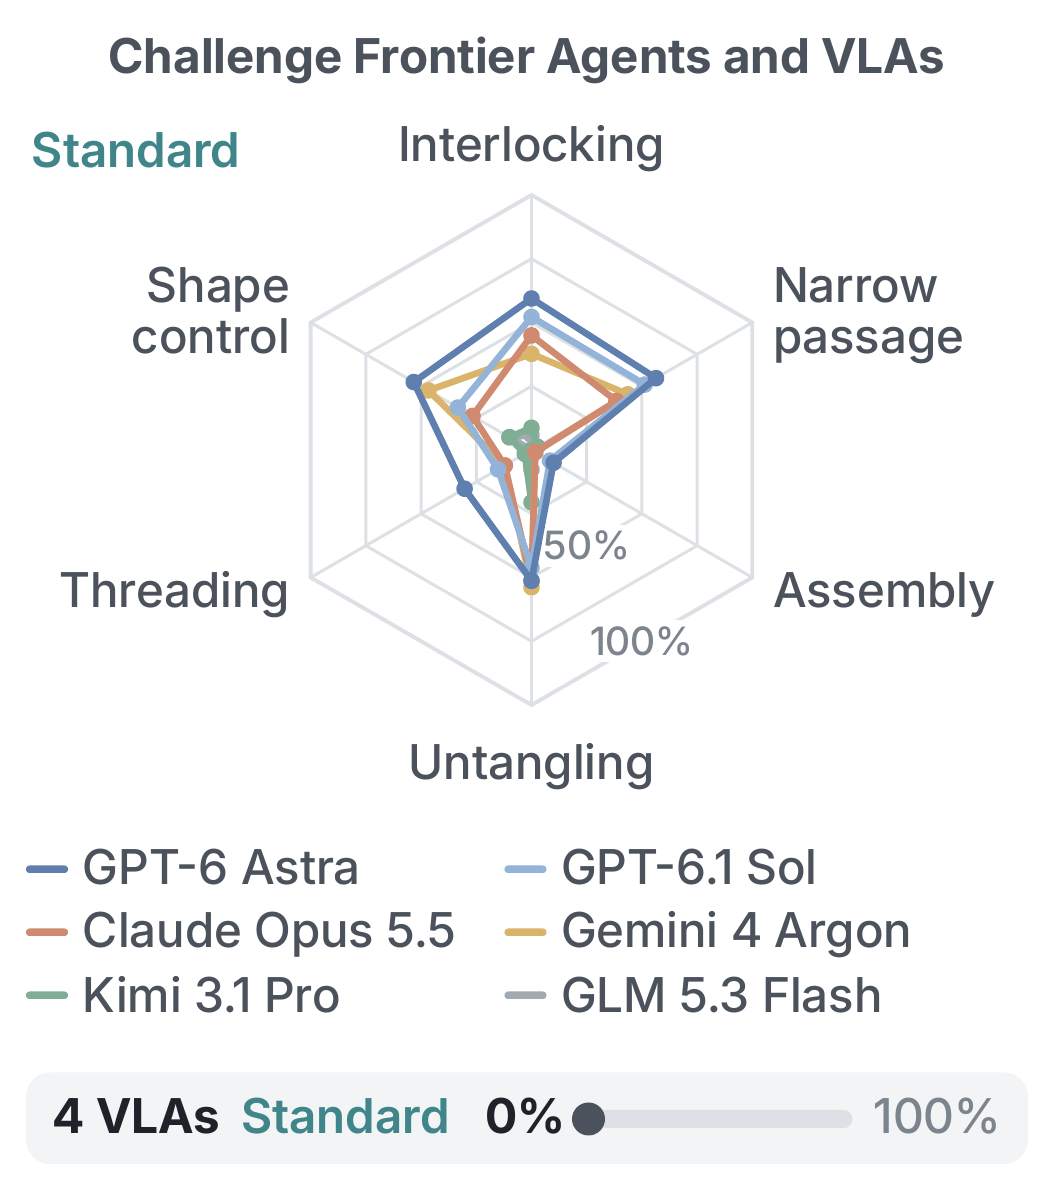 Challenge Frontier Agents and VLAs
Standard
Interlocking
Shape
control
Narrow
passage
50%
Threading
Assembly
100%
Untangling
GPT-6 Astra
GPT-6.1 Sol
Claude Opus 5.5
Gemini 4 Argon
Kimi 3.1 Pro
GLM 5.3 Flash
4 VLAs Standard 0% 100%